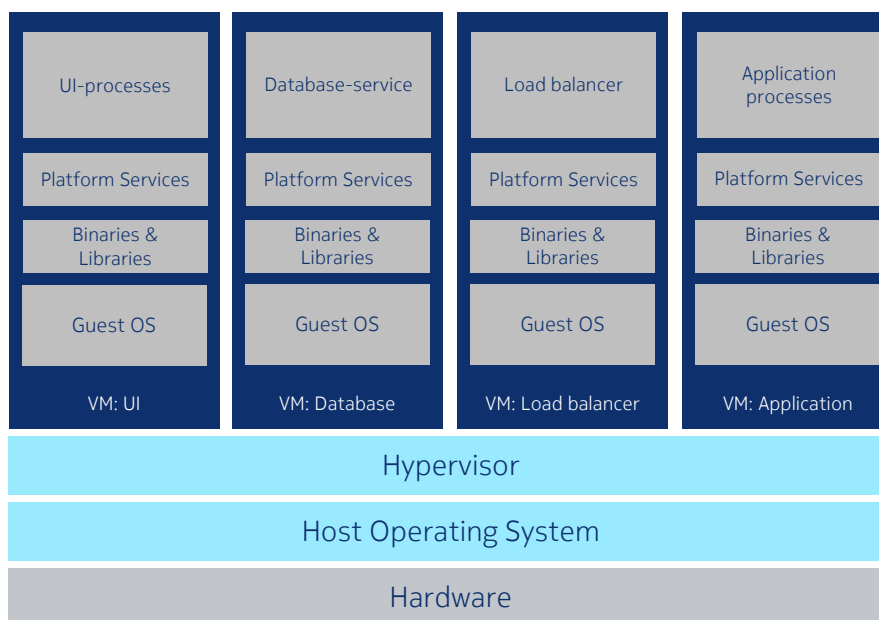 UI-processes
Platform Services
Binaries &
Libraries
Guest OS
VM: UI
Database-service
Platform Services
Binaries &
Libraries
Guest OS
VM: Database
Load balancer
Platform Services
Binaries &
Libraries
Guest OS
VM: Load balancer
Application
processes
Platform Services
Binaries &
Libraries
Guest OS
VM: Application
Hypervisor
Host Operating System
Hardware